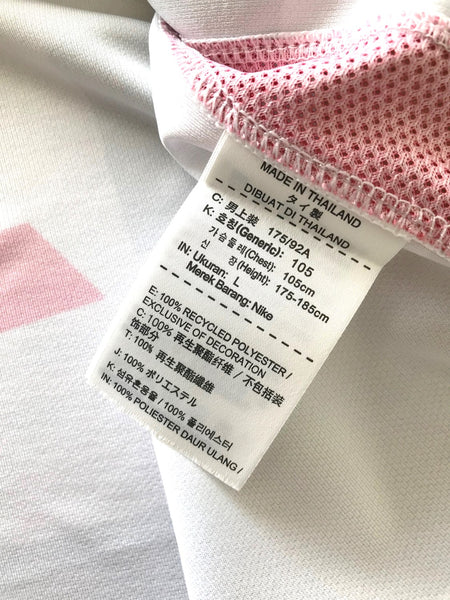 MADE IN THAILAND
タイ製
DIBUAT DI THAILAND
C: 男上装 175/92A
K: 호칭(Generic): 105
가슴둘레(Chest): 105cm
신 장(Height): 175-185cm
IN: Ukuran: L
Merek Barang: Nike
E: 100% RECYCLED POLYESTER /
EXCLUSIVE OF DECORATION
C: 100% 再生聚酯纤维 / 不包括装
饰部分
T: 100% 再生聚酯纖維
J: 100% ポリエステル
K: 섬유혼용율 / 100% 폴리에스터
IN: 100% POLIESTER DAUR ULANG /